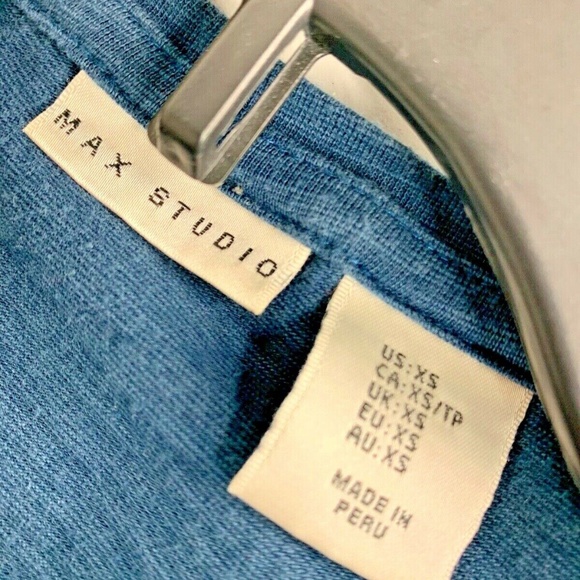 MAX STUDIO
US:XS
CA:XS/TP
UK:XS
EU:XS
AU:XS
MADE IN
PERU